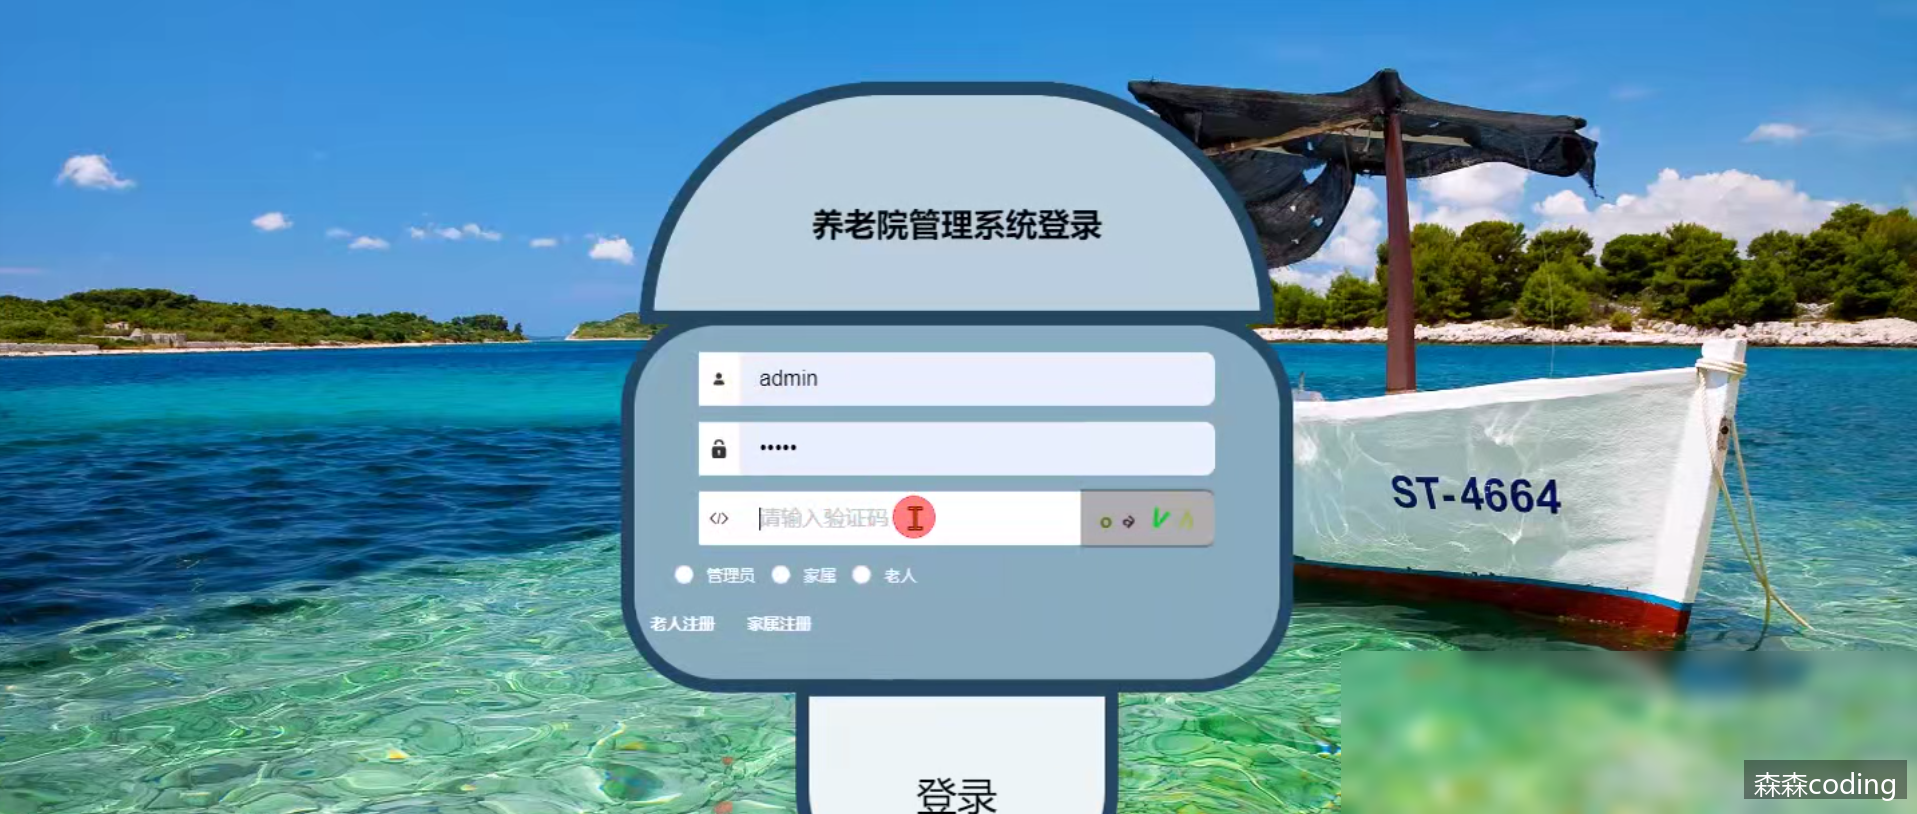 养老院管理系统登录
admin
•••••
请输入验证码
管理员 家属 老人
老人注册 家属注册
登录
ST-4664
森森coding